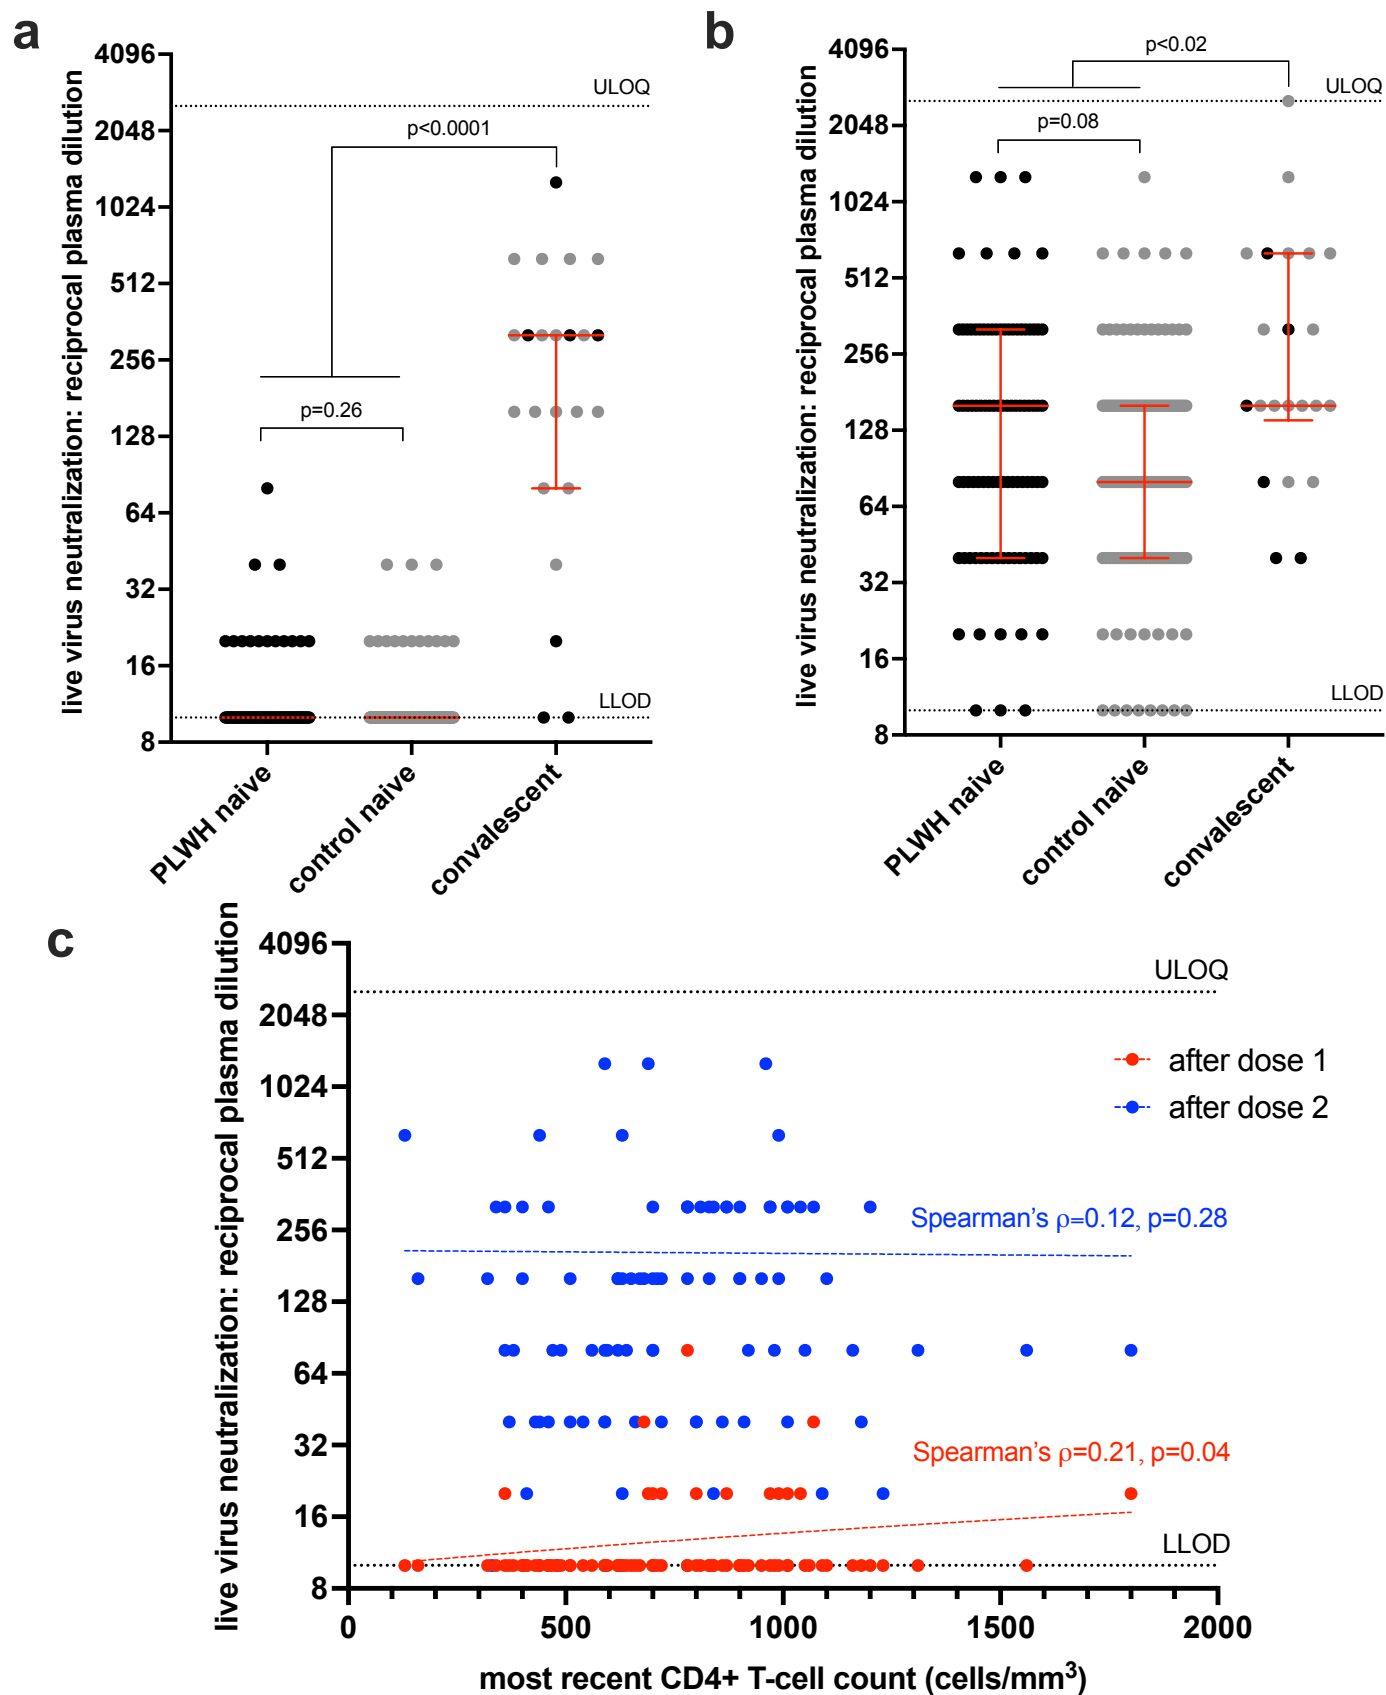 a
live virus neutralization: reciprocal plasma dilution
4096
2048
1024
512
256
128
64
32
16
8
ULOQ
p<0.0001
p=0.26
LLOD
PLWH naive
control naive
convalescent
b
live virus neutralization: reciprocal plasma dilution
4096
2048
1024
512
256
128
64
32
16
8
p<0.02
ULOQ
p=0.08
LLOD
PLWH naive
control naive
convalescent
c
live virus neutralization: reciprocal plasma dilution
4096
2048
1024
512
256
128
64
32
16
8
ULOQ
after dose 1
after dose 2
Spearman's ρ=0.12, p=0.28
Spearman's ρ=0.21, p=0.04
LLOD
0
500
1000
1500
2000
most recent CD4+ T-cell count (cells/mm³)